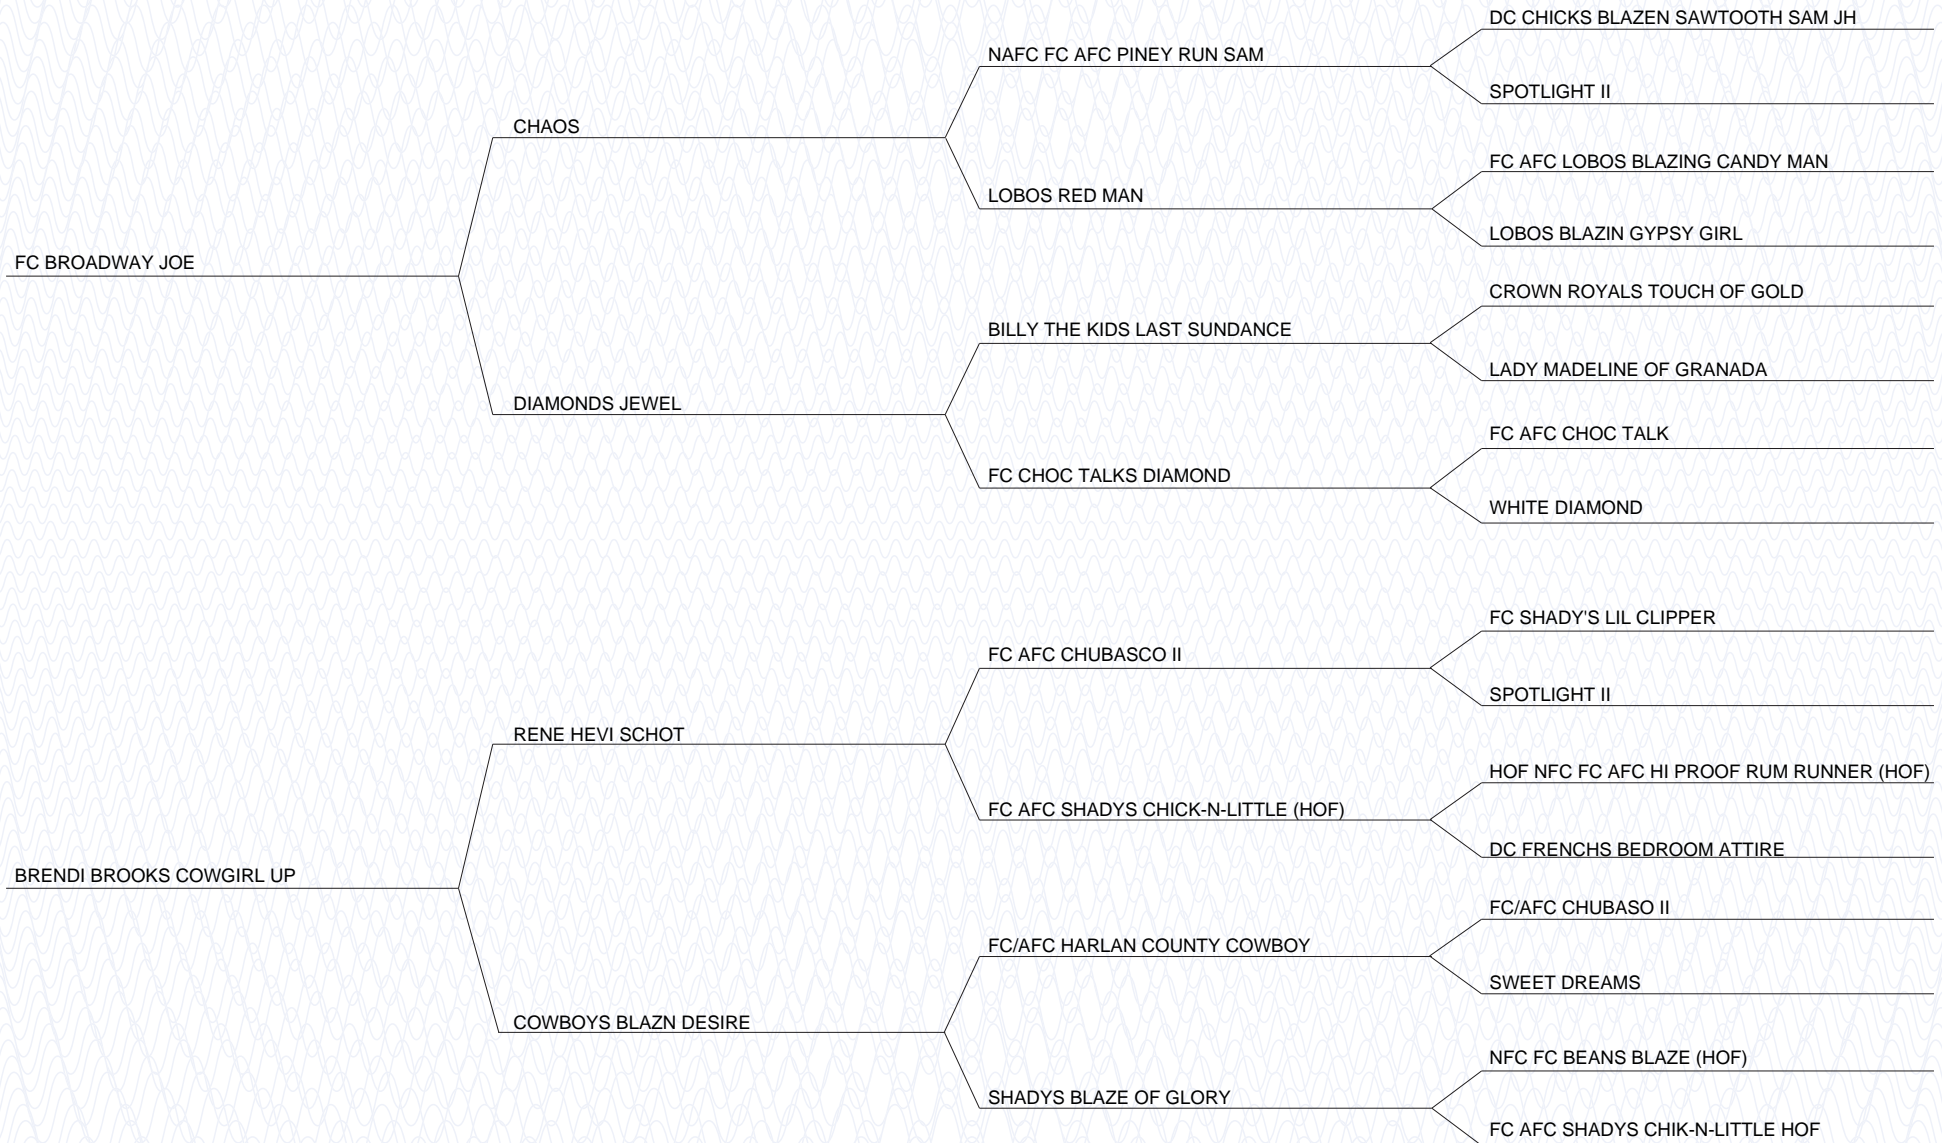 DC CHICKS BLAZEN SAWTOOTH SAM JH
NAFC FC AFC PINEY RUN SAM
SPOTLIGHT II
CHAOS
FC AFC LOBOS BLAZING CANDY MAN
LOBOS RED MAN
LOBOS BLAZIN GYPSY GIRL
FC BROADWAY JOE
CROWN ROYALS TOUCH OF GOLD
BILLY THE KIDS LAST SUNDANCE
LADY MADELINE OF GRANADA
DIAMONDS JEWEL
FC AFC CHOC TALK
FC CHOC TALKS DIAMOND
WHITE DIAMOND
FC SHADY'S LIL CLIPPER
FC AFC CHUBASCO II
SPOTLIGHT II
RENE HEVI SCHOT
HOF NFC FC AFC HI PROOF RUM RUNNER (HOF)
FC AFC SHADYS CHICK-N-LITTLE (HOF)
DC FRENCHS BEDROOM ATTIRE
BRENDI BROOKS COWGIRL UP
FC/AFC CHUBASO II
FC/AFC HARLAN COUNTY COWBOY
SWEET DREAMS
COWBOYS BLAZN DESIRE
NFC FC BEANS BLAZE (HOF)
SHADYS BLAZE OF GLORY
FC AFC SHADYS CHIK-N-LITTLE HOF